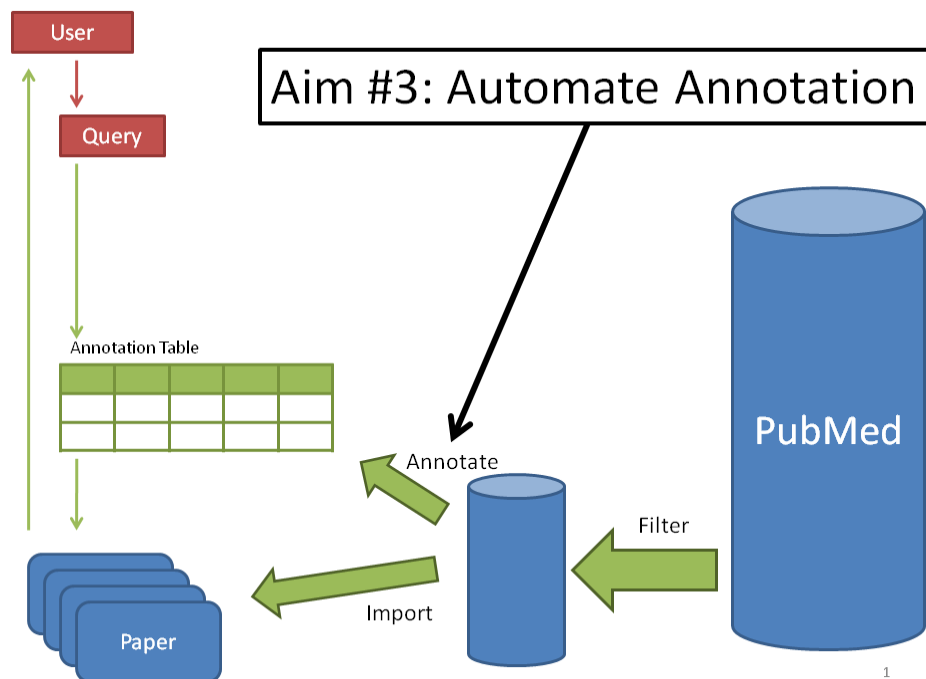 User
Aim #3: Automate Annotation
Query
Annotation Table
PubMed
Annotate
Filter
Import
Paper
1